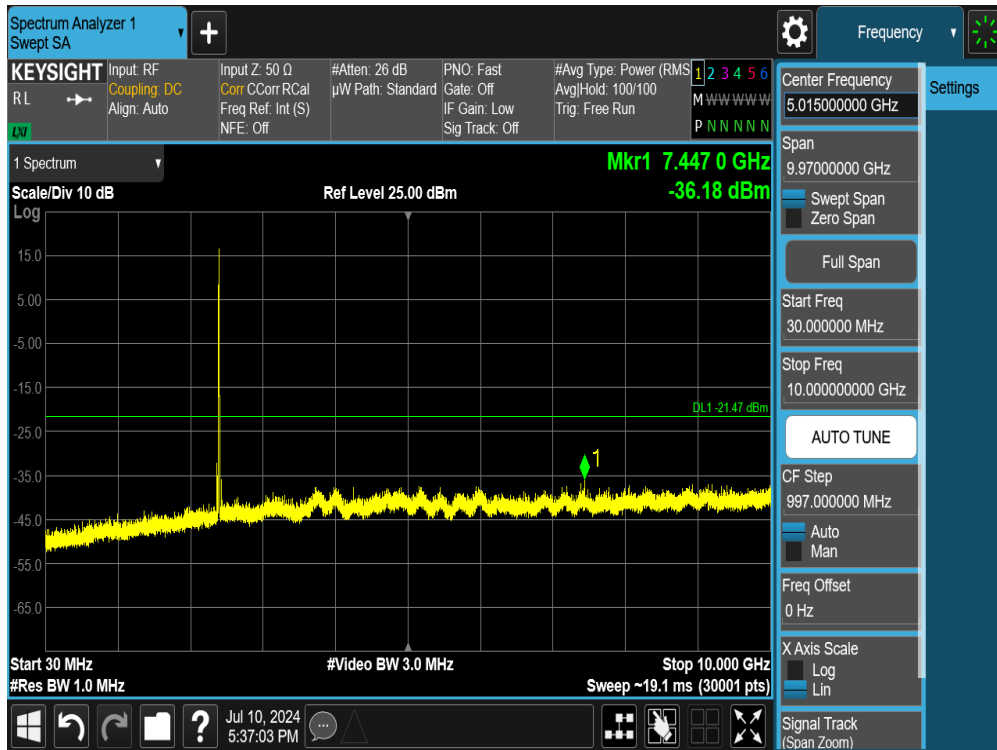 Spectrum Analyzer 1
Swept SA
+
Frequency
KEYSIGHT
R L
LXI
Input: RF
Coupling: DC
Align: Auto
Input Z: 50 Ω
Corr CCorr RCal
Freq Ref: Int (S)
NFE: Off
#Atten: 26 dB
µW Path: Standard
PNO: Fast
Gate: Off
IF Gain: Low
Sig Track: Off
#Avg Type: Power (RMS
Avg|Hold: 100/100
Trig: Free Run
1 2 3 4 5 6
M W W W W W
P N N N N N
Center Frequency
5.015000000 GHz
Settings
Span
9.97000000 GHz
Swept Span
Zero Span
Full Span
Start Freq
30.000000 MHz
Stop Freq
10.000000000 GHz
AUTO TUNE
CF Step
997.000000 MHz
Auto
Man
Freq Offset
0 Hz
X Axis Scale
Log
Lin
Signal Track
(Span Zoom)
1 Spectrum
Mkr1 7.447 0 GHz
-36.18 dBm
Scale/Div 10 dB
Ref Level 25.00 dBm
Log
15.0
5.00
-5.00
-15.0
-25.0
-35.0
-45.0
-55.0
-65.0
DL1 -21.47 dBm
1
Start 30 MHz
#Video BW 3.0 MHz
Stop 10.000 GHz
#Res BW 1.0 MHz
Sweep ~19.1 ms (30001 pts)
?
Jul 10, 2024
5:37:03 PM